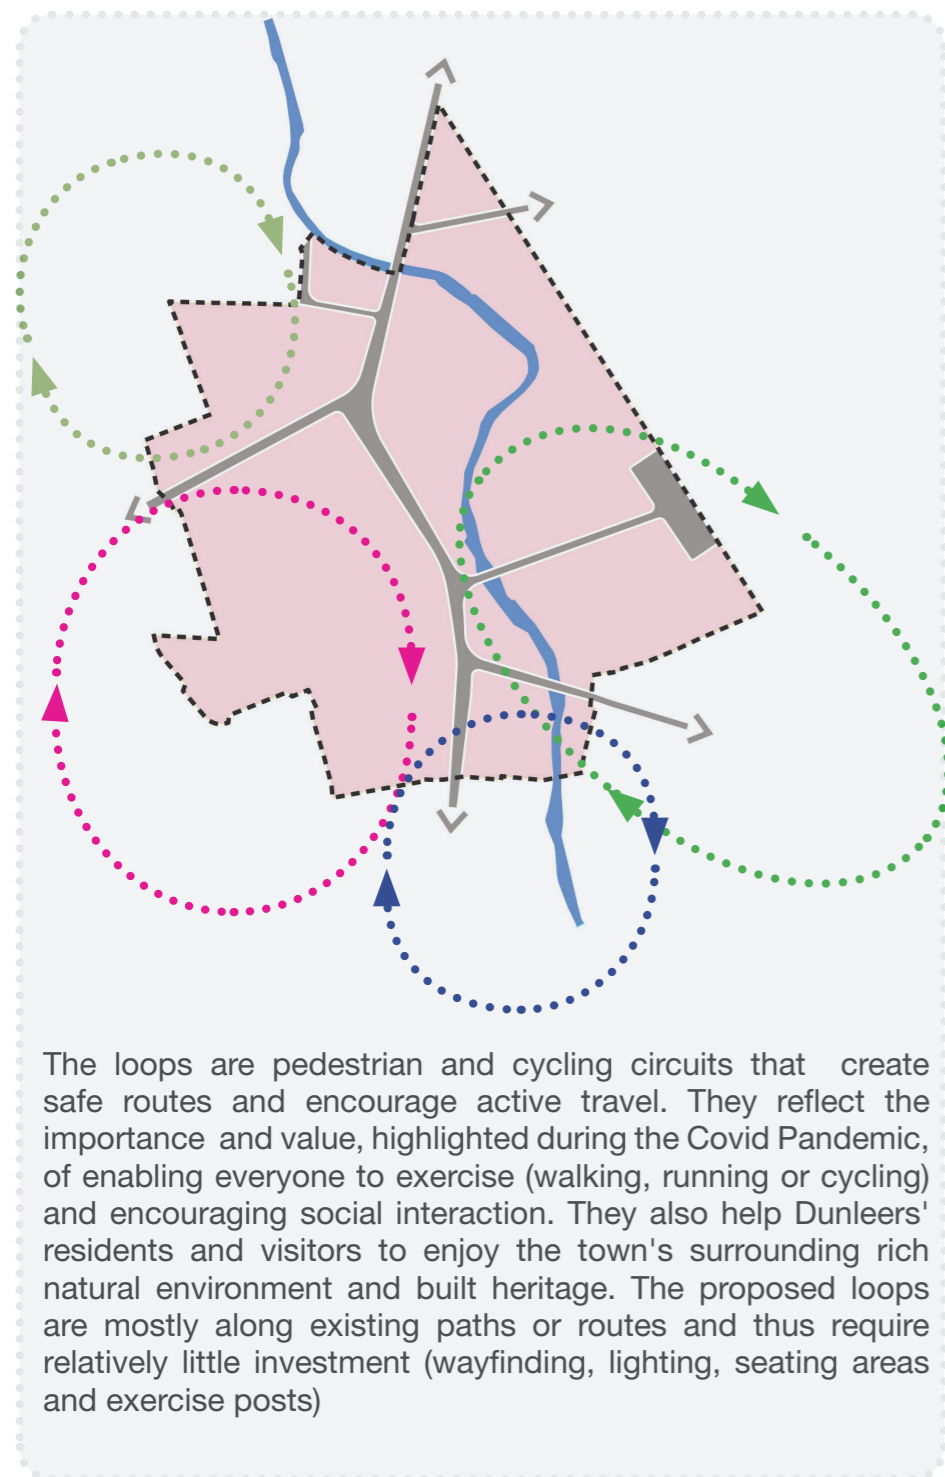 The loops are pedestrian and cycling circuits that create
safe routes and encourage active travel. They reflect the
importance and value, highlighted during the Covid Pandemic,
of enabling everyone to exercise (walking, running or cycling)
and encouraging social interaction. They also help Dunleers'
residents and visitors to enjoy the town's surrounding rich
natural environment and built heritage. The proposed loops
are mostly along existing paths or routes and thus require
relatively little investment (wayfinding, lighting, seating areas
and exercise posts)